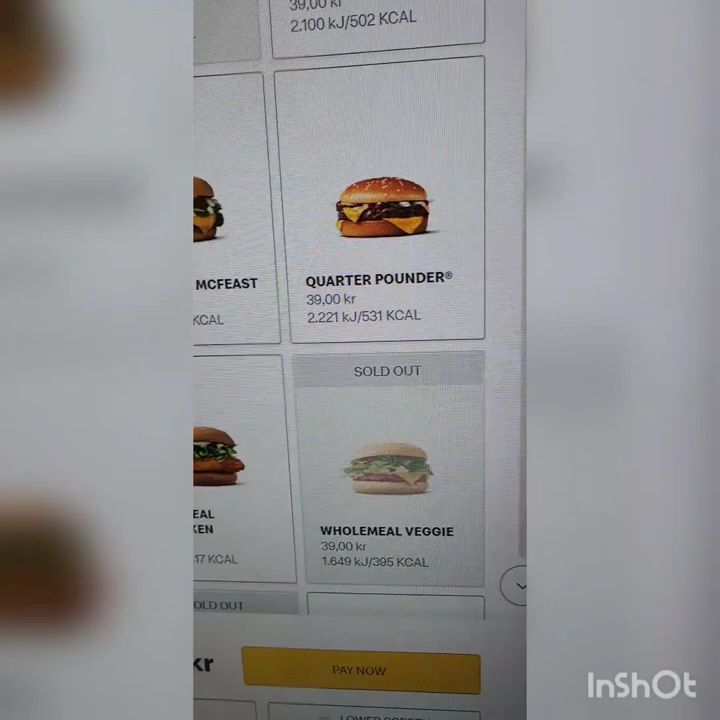 39,00 kr
2.100 kJ/502 KCAL
MCFEAST
KCAL
QUARTER POUNDER®
39,00 kr
2.221 kJ/531 KCAL
SOLD OUT
EAL
KEN
17 KCAL
WHOLEMEAL VEGGIE
39,00 kr
1.649 kJ/395 KCAL
OLD OUT
kr
PAY NOW
LOWER SCREEN
InShOt